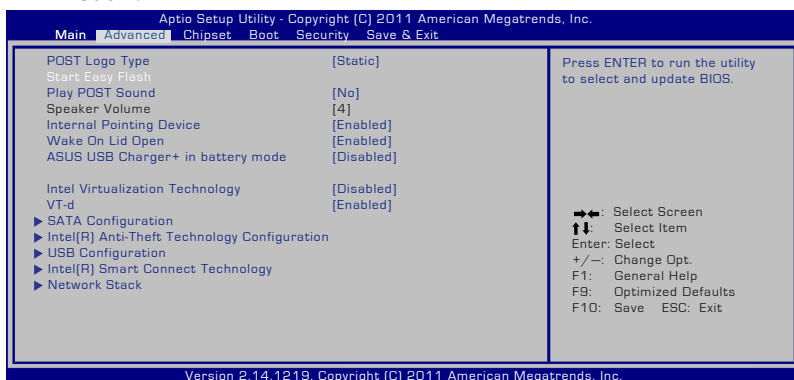 Aptio Setup Utility - Copyright (C) 2011 American Megatrends, Inc.
Main Advanced Chipset Boot Security Save & Exit
POST Logo Type [Static]
Start Easy Flash
Play POST Sound [No]
Speaker Volume [4]
Internal Pointing Device [Enabled]
Wake On Lid Open [Enabled]
ASUS USB Charger+ in battery mode [Disabled]
Intel Virtualization Technology [Disabled]
VT-d [Enabled]
SATA Configuration
Intel(R) Anti-Theft Technology Configuration
USB Configuration
Intel(R) Smart Connect Technology
Network Stack
Press ENTER to run the utility
to select and update BIOS.
→←: Select Screen
↑↓: Select Item
Enter: Select
+/—: Change Opt.
F1: General Help
F9: Optimized Defaults
F10: Save ESC: Exit
Version 2.14.1219. Copyright (C) 2011 American Megatrends, Inc.